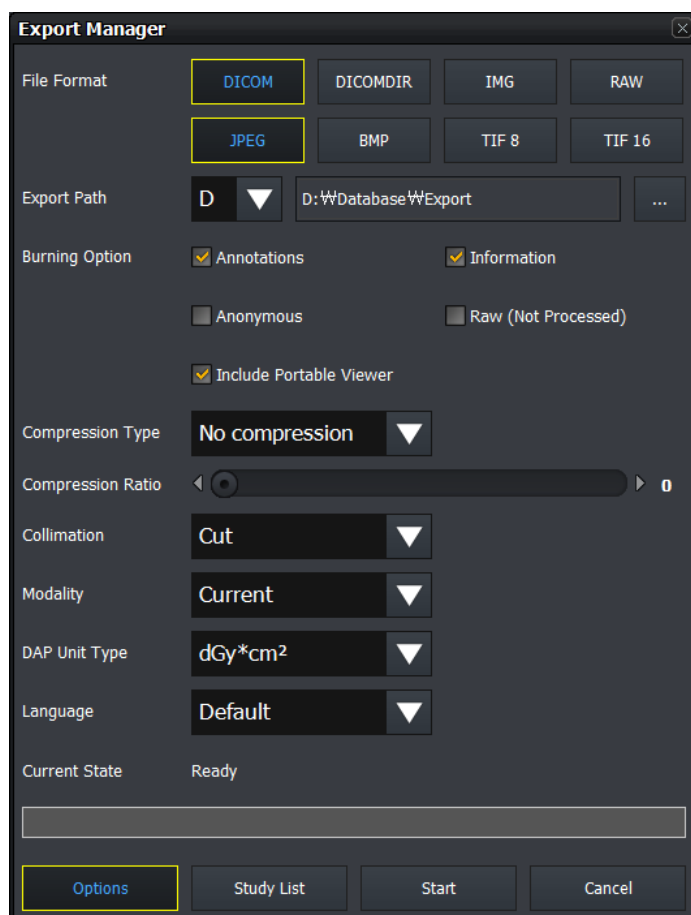 Export Manager
File Format DICOM DICOMDIR IMG RAW
JPEG BMP TIF 8 TIF 16
Export Path D D:₩Database₩Export ...
Burning Option Annotations Information
Anonymous Raw (Not Processed)
Include Portable Viewer
Compression Type No compression
Compression Ratio 0
Collimation Cut
Modality Current
DAP Unit Type dGy*cm²
Language Default
Current State Ready
Options Study List Start Cancel